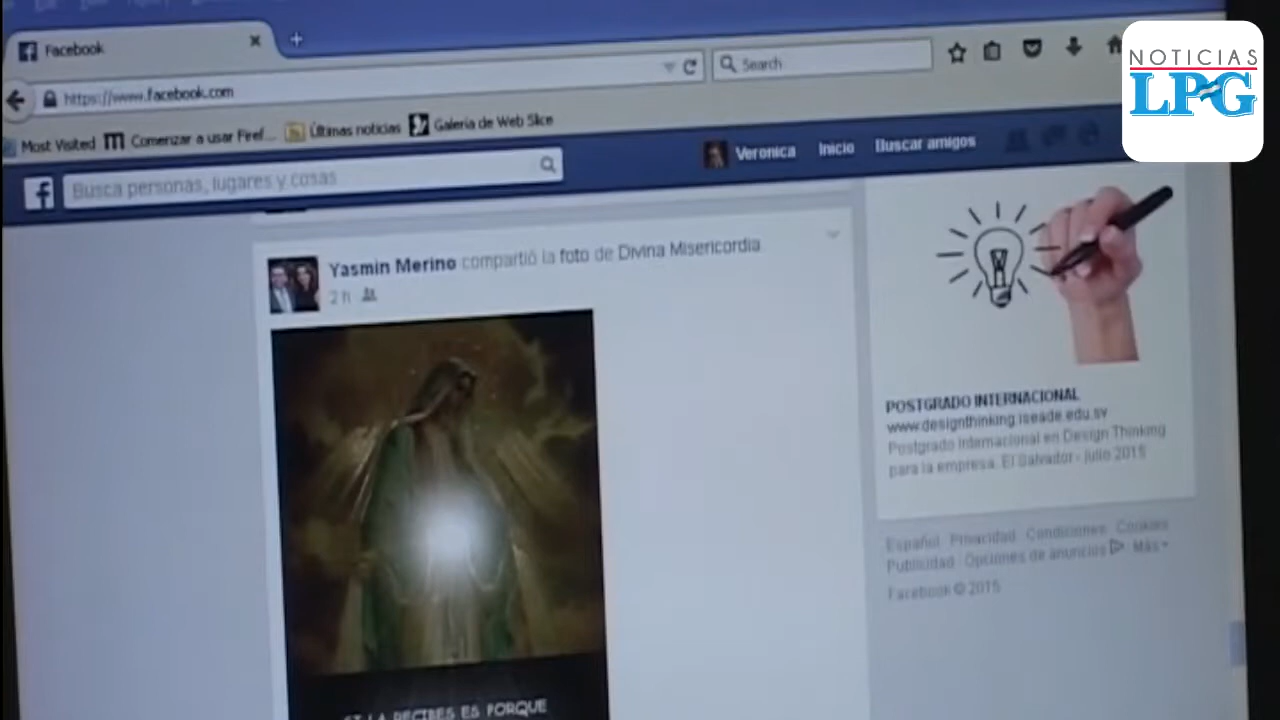 Facebook
NOTICIAS
LPG
Search
https://www.facebook.com
Most Visited
Comenzar a usar Firef...
Últimas noticias
Galería de Web Slice
Busca personas, lugares y cosas
Veronica
Inicio
Buscar amigos
Yasmin Merino compartió la foto de Divina Misericordia
2 h
POSTGRADO INTERNACIONAL
www.designthinking.iseade.edu.sv
Postgrado Internacional en Design Thinking
para la empresa. El Salvador - julio 2015
Español Privacidad Condiciones Cookies
Publicidad Opciones de anuncios Más
Facebook © 2015
SI LA RECIBES ES PORQUE